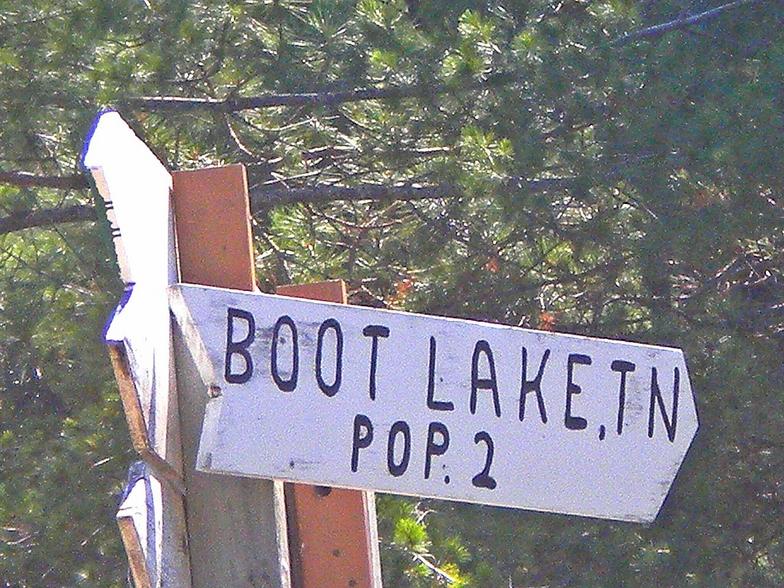 BOOT LAKE, TN
POP. 2